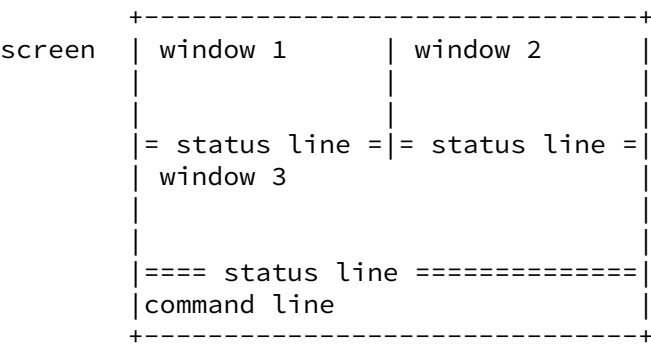 +-------------------------------+
screen | window 1 | window 2 |
| | |
| | |
|= status line =|= status line =|
| window 3 |
| |
| |
|==== status line ==============|
|command line |
+-------------------------------+